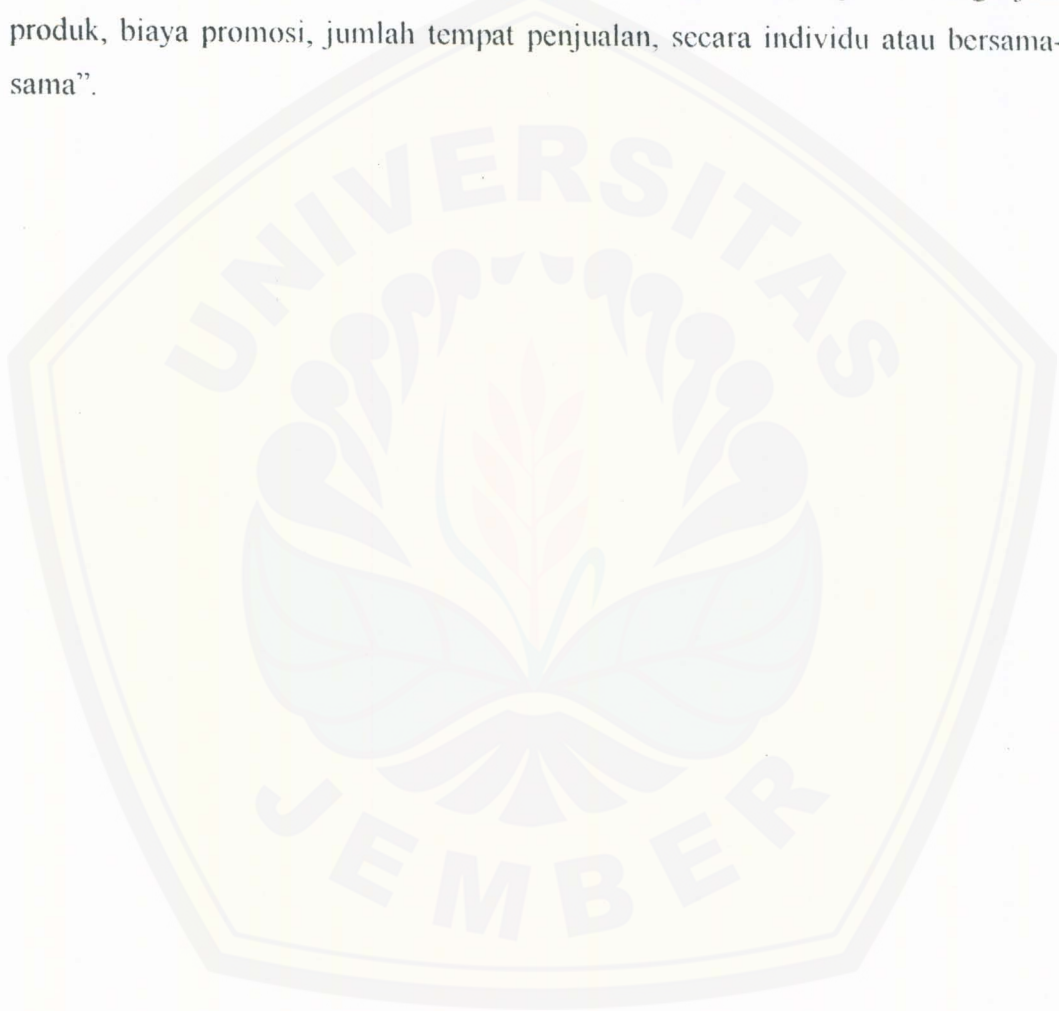 produk, biaya promosi, jumlah tempat penjualan, secara individu atau bersama-
sama”.
UNIVERSITAS
JEMBER